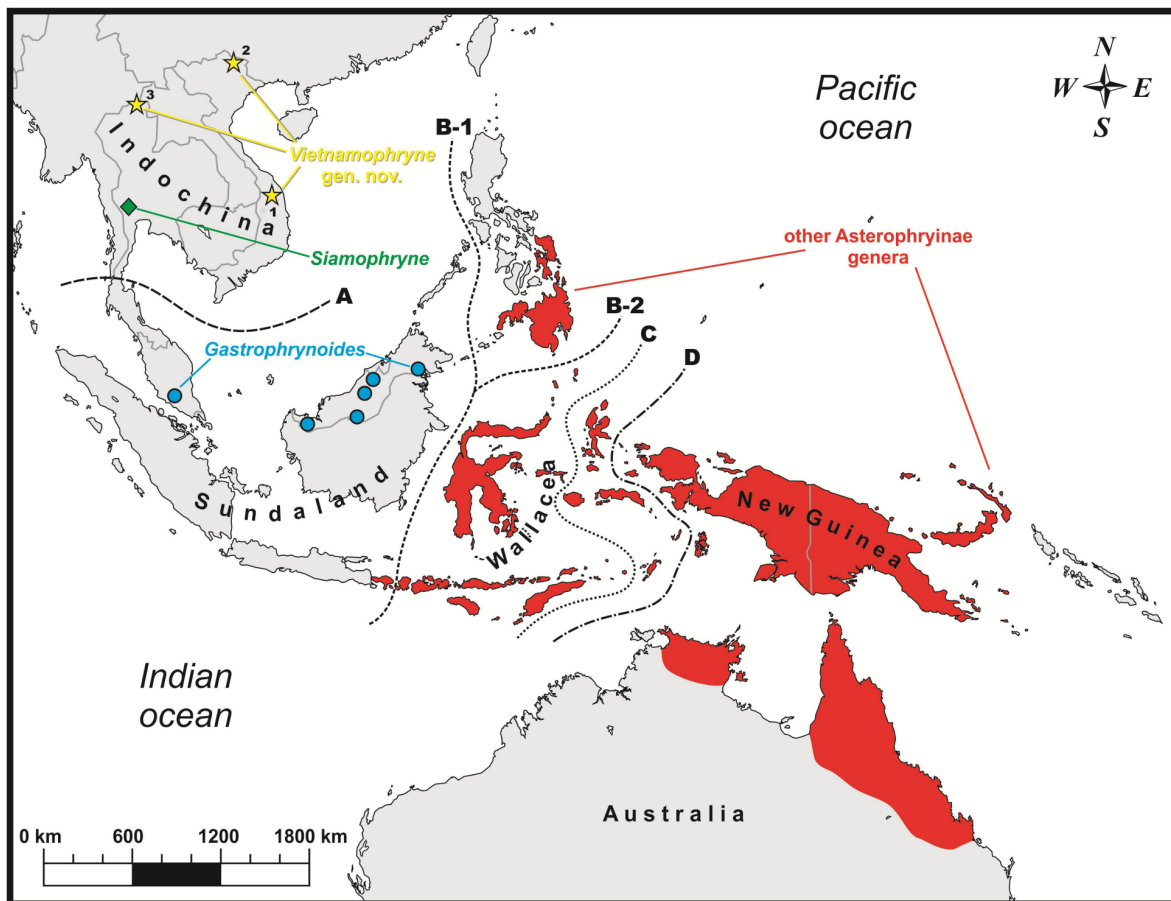 2
3
Vietnamophryne
gen. nov.
1
Indochina
Siamophryne
A
B-1
Pacific
ocean
N
W E
S
other Asterophryinae
genera
B-2
C
D
Gastrophrynoides
Sundaland
Wallacea
New Guinea
Indian
ocean
Australia
0 km 600 1200 1800 km